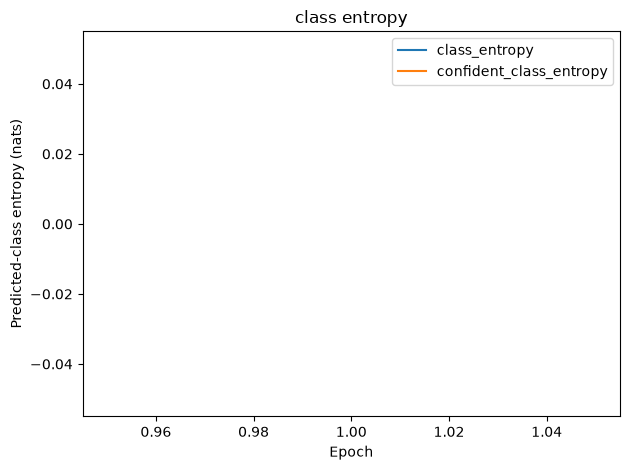 class entropy
class_entropy
confident_class_entropy
Predicted-class entropy (nats)
0.04
0.02
0.00
−0.02
−0.04
0.96 0.98 1.00 1.02 1.04
Epoch